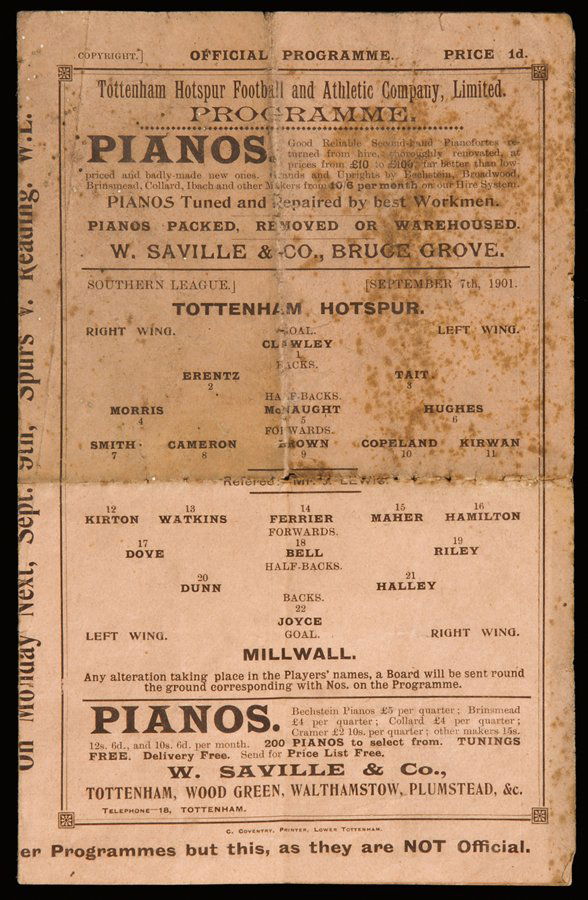 COPYRIGHT.] OFFICIAL PROGRAMME. PRICE 1d.
Tottenham Hotspur Football and Athletic Company, Limited.
PROGRAMME.
PIANOS.
Good Reliable Second-hand Pianofortes re-
turned from hire, thoroughly renovated, at
prices from £10 to £100, far better than low-
priced and badly-made new ones. Grands and Uprights by Bechstein, Broadwood,
Brinsmead, Collard, Ibach and other Makers from 10/6 per month on our Hire System.
PIANOS Tuned and Repaired by best Workmen.
PIANOS PACKED, REMOVED OR WAREHOUSED.
W. SAVILLE & CO., BRUCE GROVE.
SOUTHERN LEAGUE.] [SEPTEMBER 7th, 1901.
TOTTENHAM HOTSPUR.
RIGHT WING. GOAL. LEFT WING.
CLAWLEY
1
BACKS.
ERENTZ TAIT.
2 3
HALF-BACKS.
MORRIS McNAUGHT HUGHES
4 5 6
FORWARDS.
SMITH CAMERON BROWN COPELAND KIRWAN
7 8 9 10 11
Referee: Mr. J. LEWIS.
12 13 14 15 16
KIRTON WATKINS FERRIER MAHER HAMILTON
FORWARDS.
17 18 19
DOVE BELL RILEY
HALF-BACKS.
20 21
DUNN HALLEY
BACKS.
22
JOYCE
LEFT WING. GOAL. RIGHT WING.
MILLWALL.
Any alteration taking place in the Players' names, a Board will be sent round
the ground corresponding with Nos. on the Programme.
PIANOS.
Bechstein Pianos £5 per quarter; Brinsmead
£4 per quarter; Collard £4 per quarter;
Cramer £2 10s. per quarter; other makers 15s.
12s. 6d., and 10s. 6d. per month. 200 PIANOS to select from. TUNINGS
FREE. Delivery Free. Send for Price List Free.
W. SAVILLE & Co.,
TOTTENHAM, WOOD GREEN, WALTHAMSTOW, PLUMSTEAD, &c.
TELEPHONE—18, TOTTENHAM.
C. COVENTRY, PRINTER, LOWER TOTTENHAM.
er Programmes but this, as they are NOT Official.
On Monday Next, Sept. 9th, Spurs v. Reading. W.L.